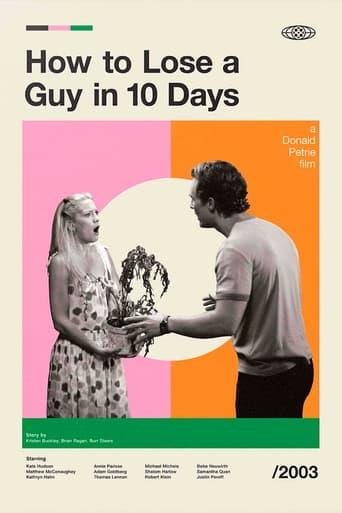 How to Lose a
Guy in 10 Days
a
Donald
Petrie
film
Story by
Kristen Buckley, Brian Regan, Burr Steers
Starring
Kate Hudson
Matthew McConaughey
Kathryn Hahn
Annie Parisse
Adam Goldberg
Thomas Lennon
Michael Michele
Shalom Harlow
Robert Klein
Bebe Neuwirth
Samantha Quan
Justin Peroff
/2003